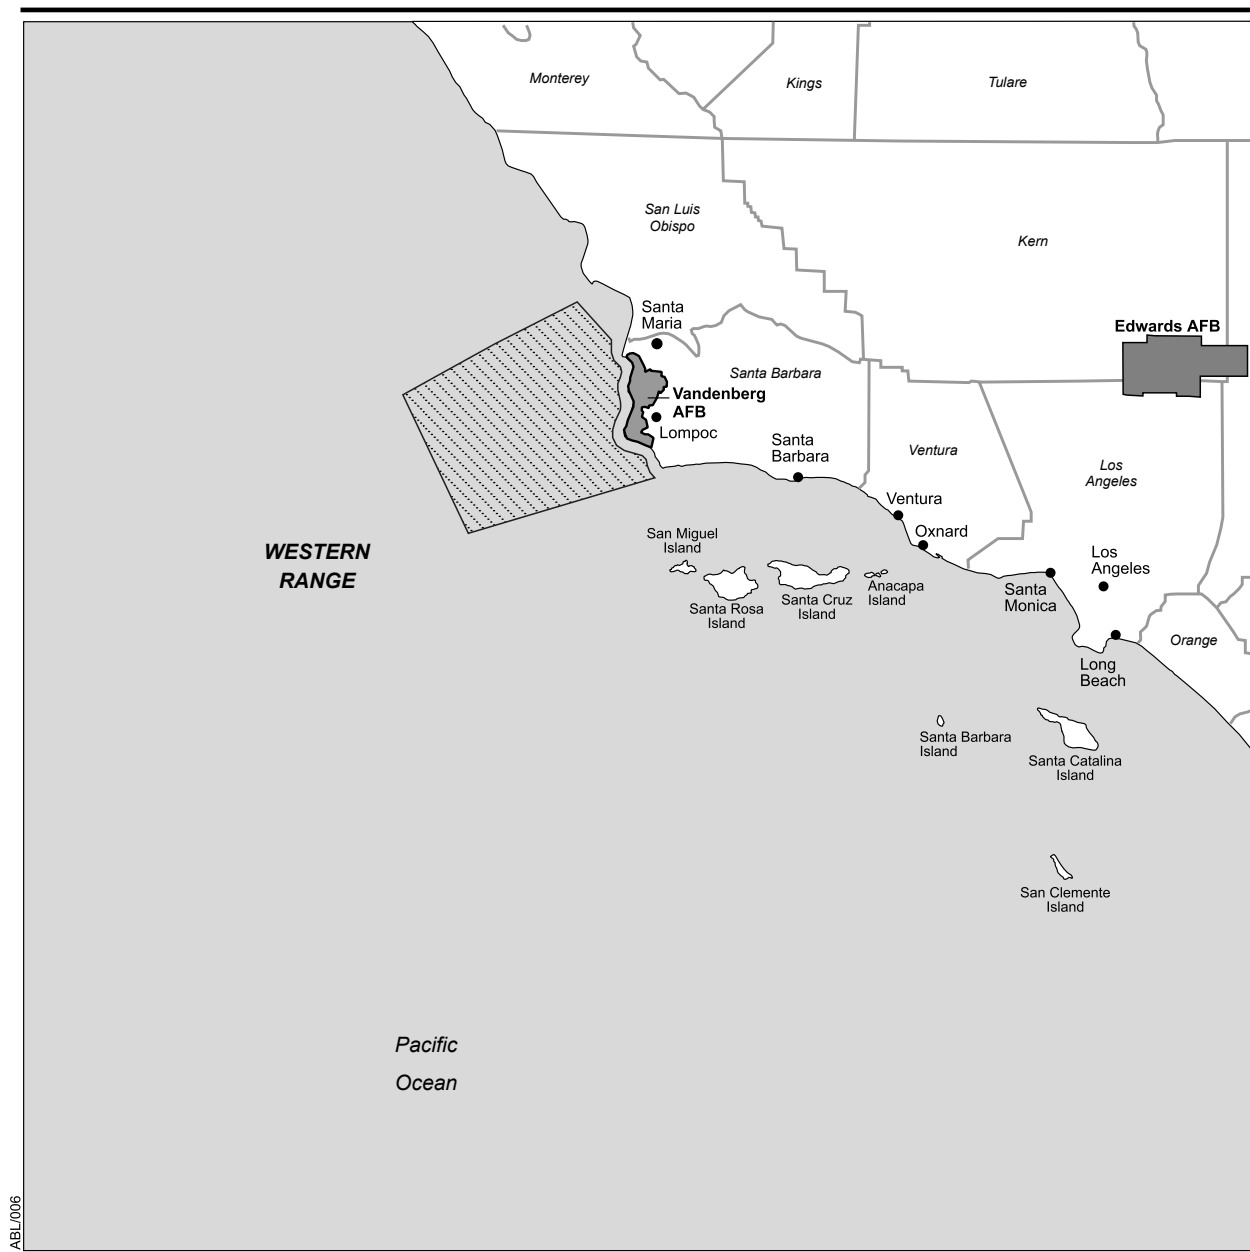 Monterey
Kings
Tulare
San Luis
Obispo
Kern
Santa
Maria
Edwards AFB
Santa Barbara
Vandenberg
AFB
Lompoc
Santa
Barbara
Ventura
Los
Angeles
Ventura
Oxnard
San Miguel
Island
WESTERN
RANGE
Los
Angeles
Santa Rosa
Island
Santa Cruz
Island
Anacapa
Island
Santa
Monica
Orange
Long
Beach
Santa Barbara
Island
Santa Catalina
Island
San Clemente
Island
Pacific
Ocean
ABL/006